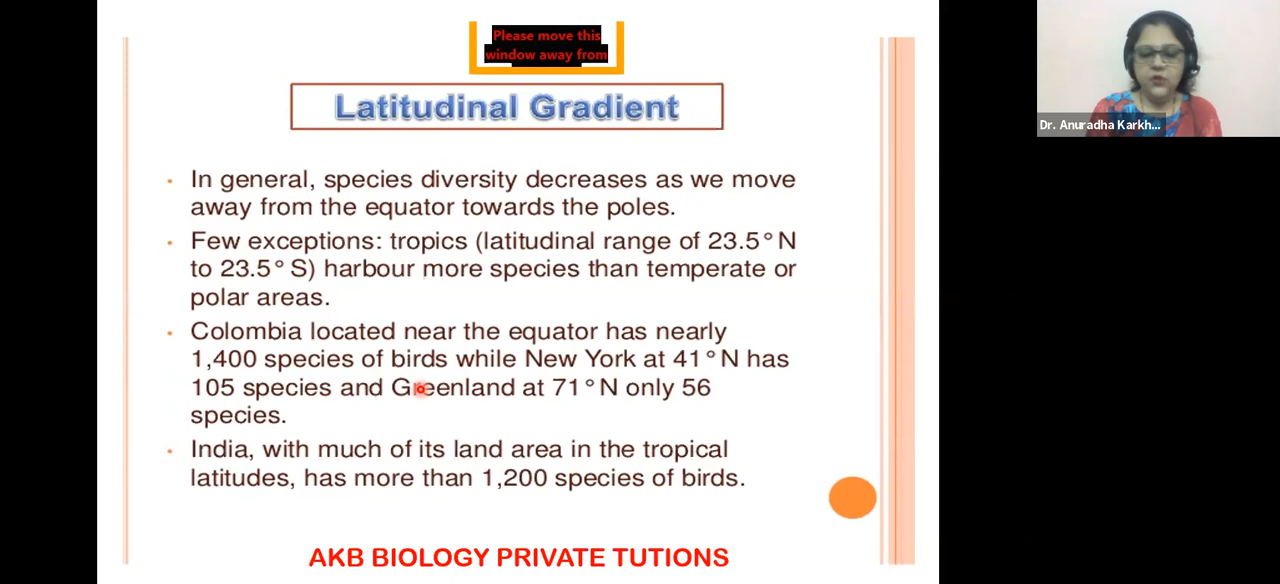 Please move this
window away from
Latitudinal Gradient
Dr. Anuradha Karkh...
• In general, species diversity decreases as we move
away from the equator towards the poles.
• Few exceptions: tropics (latitudinal range of 23.5° N
to 23.5° S) harbour more species than temperate or
polar areas.
• Colombia located near the equator has nearly
1,400 species of birds while New York at 41° N has
105 species and Greenland at 71° N only 56
species.
• India, with much of its land area in the tropical
latitudes, has more than 1,200 species of birds.
AKB BIOLOGY PRIVATE TUTIONS